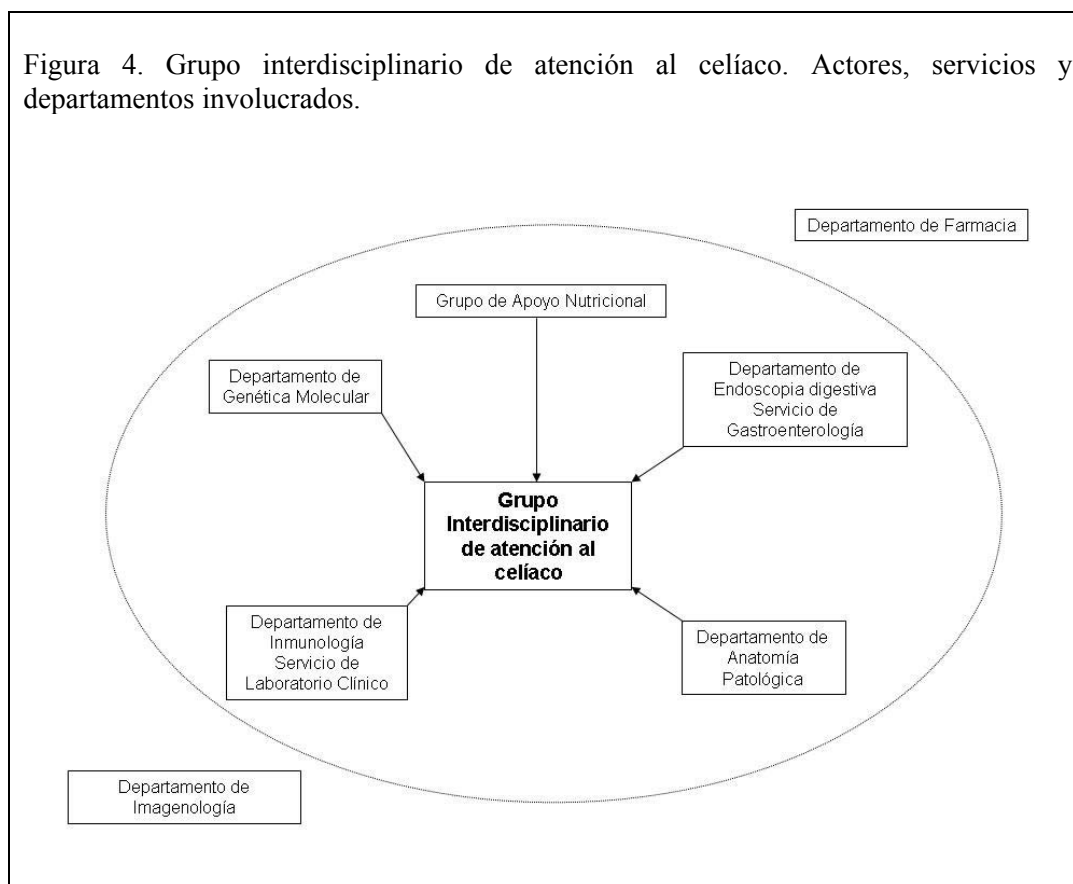 Figura 4. Grupo interdisciplinario de atención al celíaco. Actores, servicios y
departamentos involucrados.
Departamento de Farmacia
Grupo de Apoyo Nutricional
Departamento de
Genética Molecular
Departamento de
Endoscopia digestiva
Servicio de
Gastroenterología
Grupo
Interdisciplinario
de atención al
celíaco
Departamento de
Inmunología
Servicio de
Laboratorio Clínico
Departamento de
Anatomía
Patológica
Departamento de
Imagenología